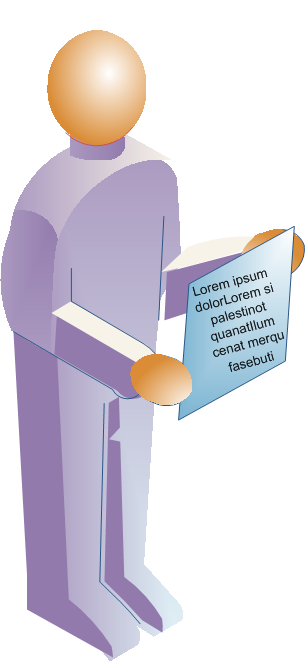 Lorem ipsum
dolorLorem si
palestinot
quanatllum
cenat merqu
fasebuti